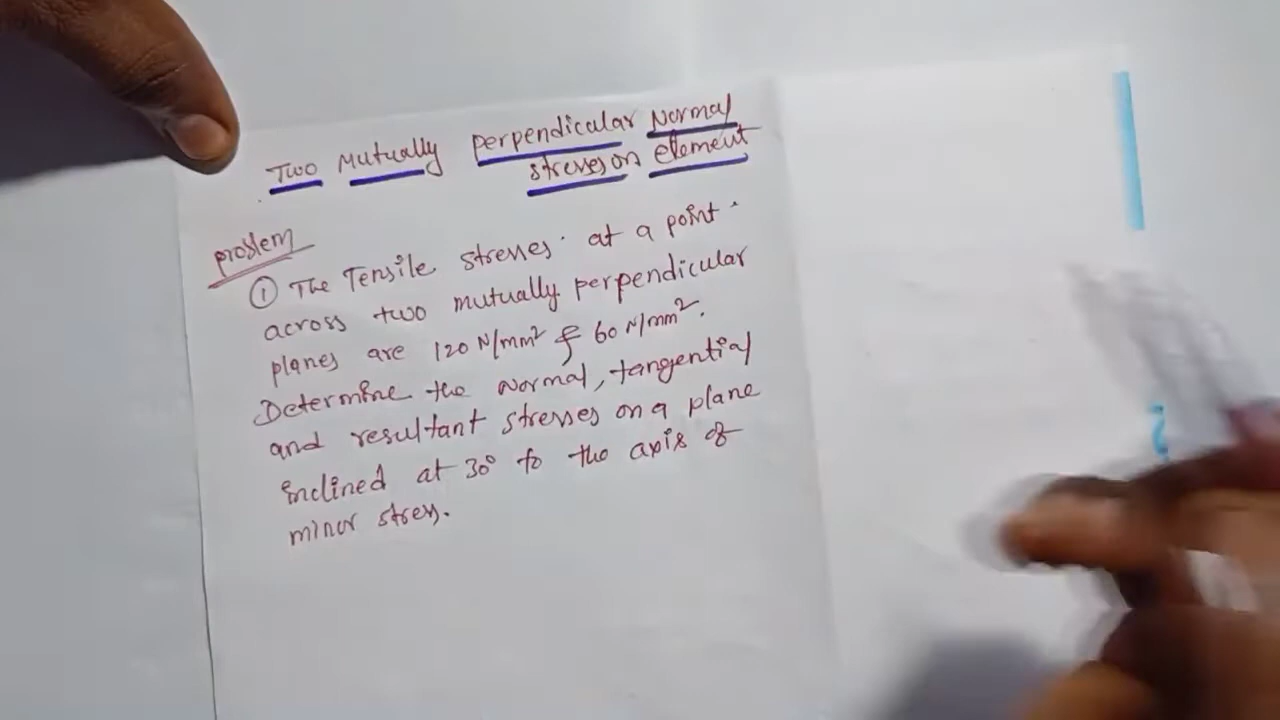 Two Mutually perpendicular Normal
stresses on element
problem
① The Tensile stresses at a point
across two mutually perpendicular
planes are 120 N/mm² & 60 N/mm².
Determine the Normal, tangential
and resultant stresses on a plane
inclined at 30° to the axis of
minor stress.